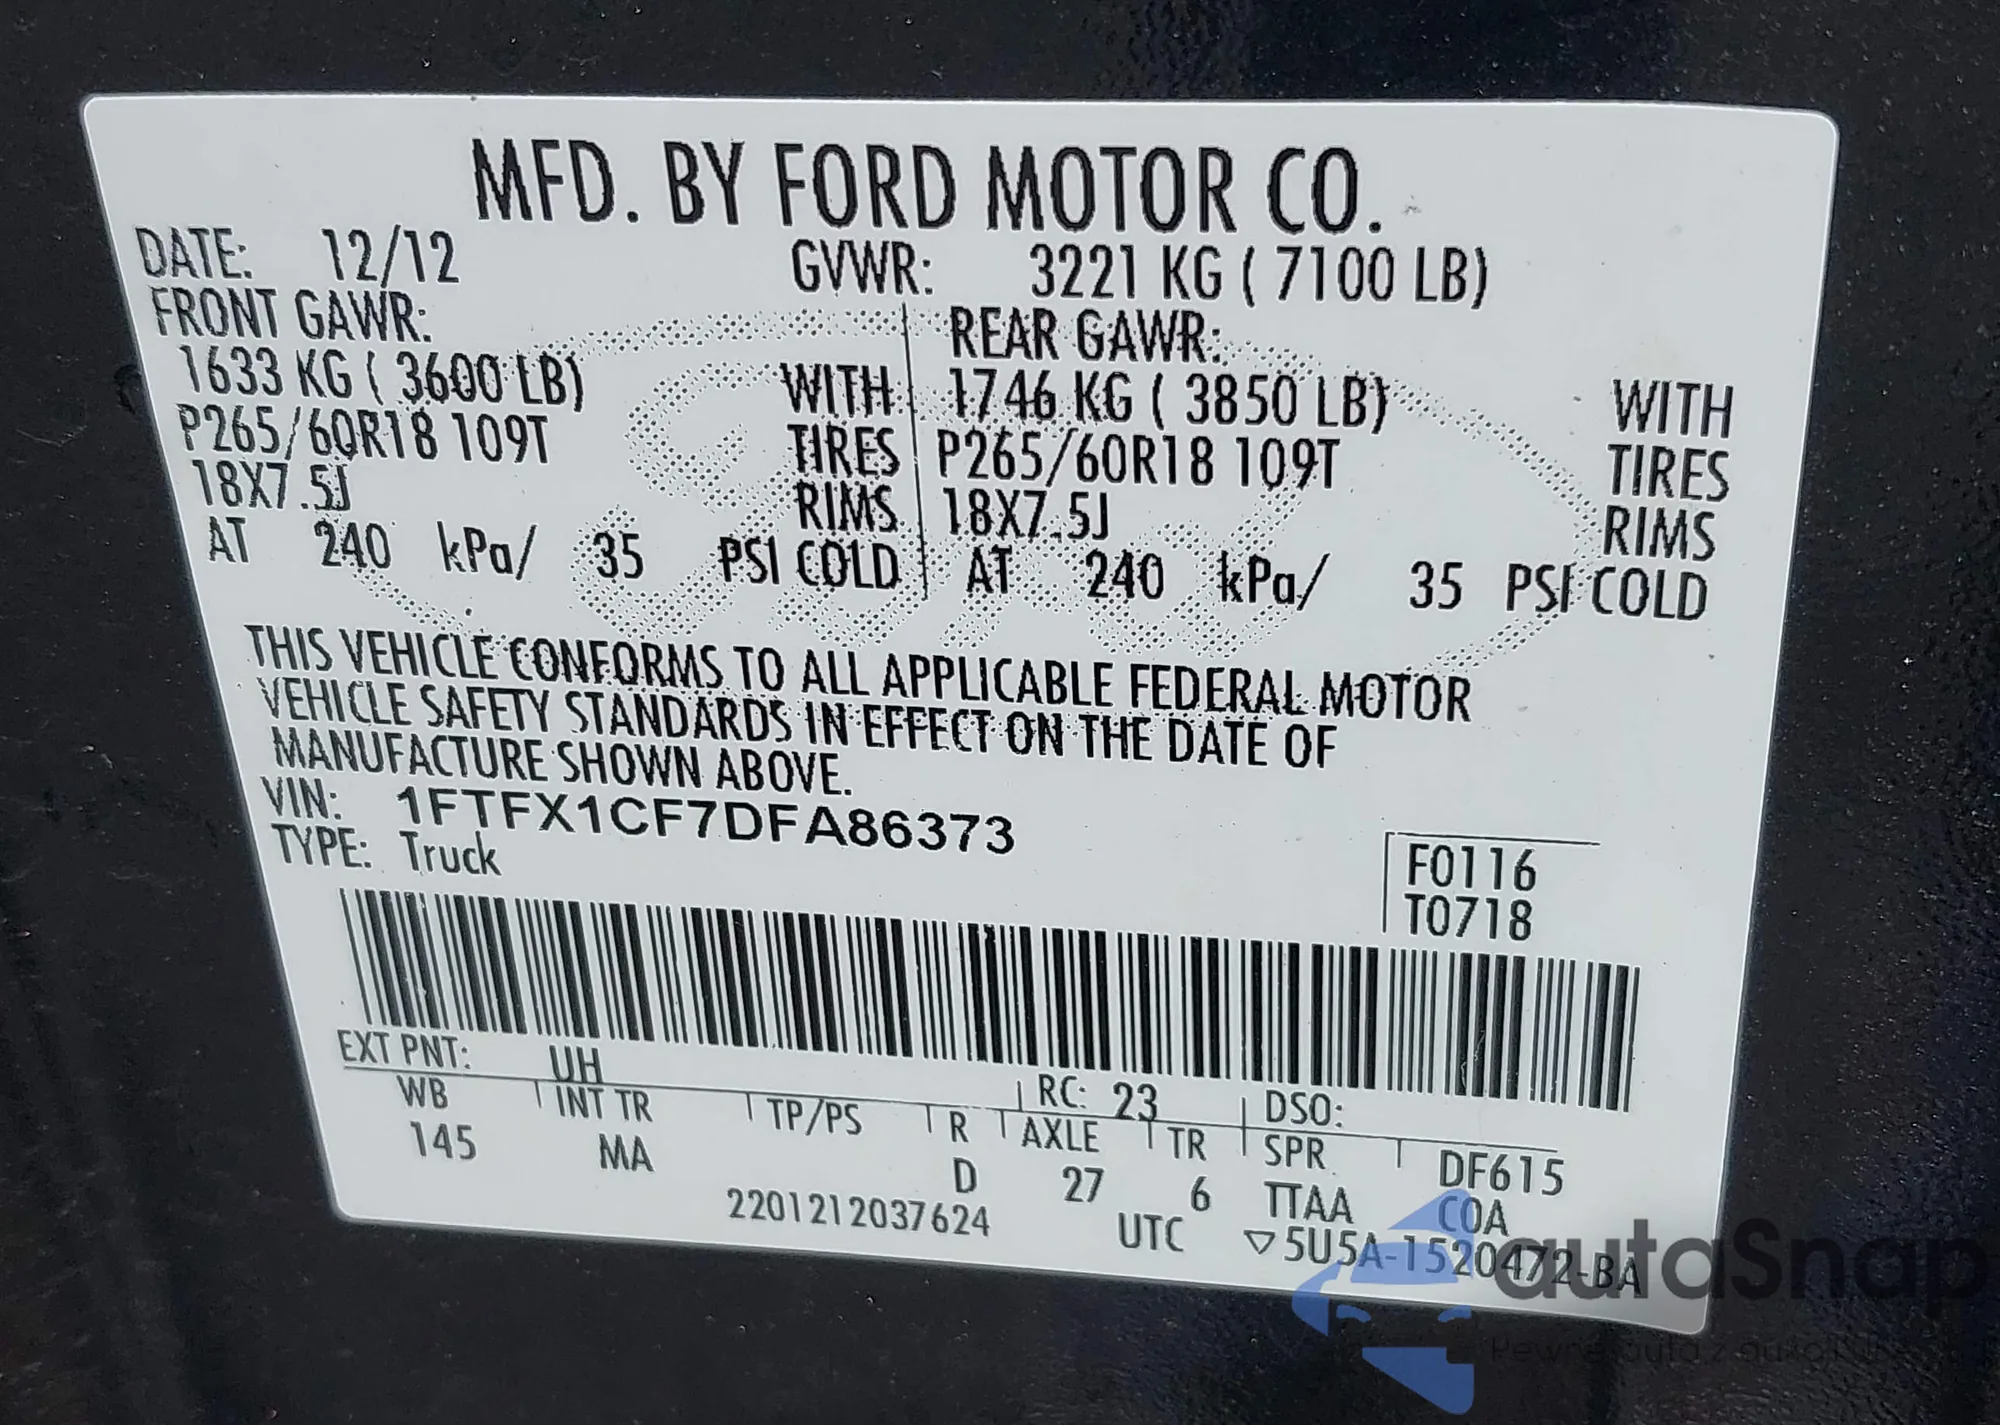 MFD. BY FORD MOTOR CO.
DATE: 12/12 GVWR: 3221 KG ( 7100 LB)
FRONT GAWR: REAR GAWR:
1633 KG ( 3600 LB) WITH 1746 KG ( 3850 LB) WITH
P265/60R18 109T TIRES P265/60R18 109T TIRES
18X7.5J RIMS 18X7.5J RIMS
AT 240 kPa/ 35 PSI COLD AT 240 kPa/ 35 PSI COLD
THIS VEHICLE CONFORMS TO ALL APPLICABLE FEDERAL MOTOR
VEHICLE SAFETY STANDARDS IN EFFECT ON THE DATE OF
MANUFACTURE SHOWN ABOVE.
VIN: 1FTFX1CF7DFA86373
TYPE: Truck
F0116
T0718
EXT PNT: UH RC: 23 DSO:
WB INT TR TP/PS R AXLE TR SPR DF615
145 MA D 27 6 TTAA COA
2201212037624 UTC ▽5U5A-1520472-BA
autoSnap